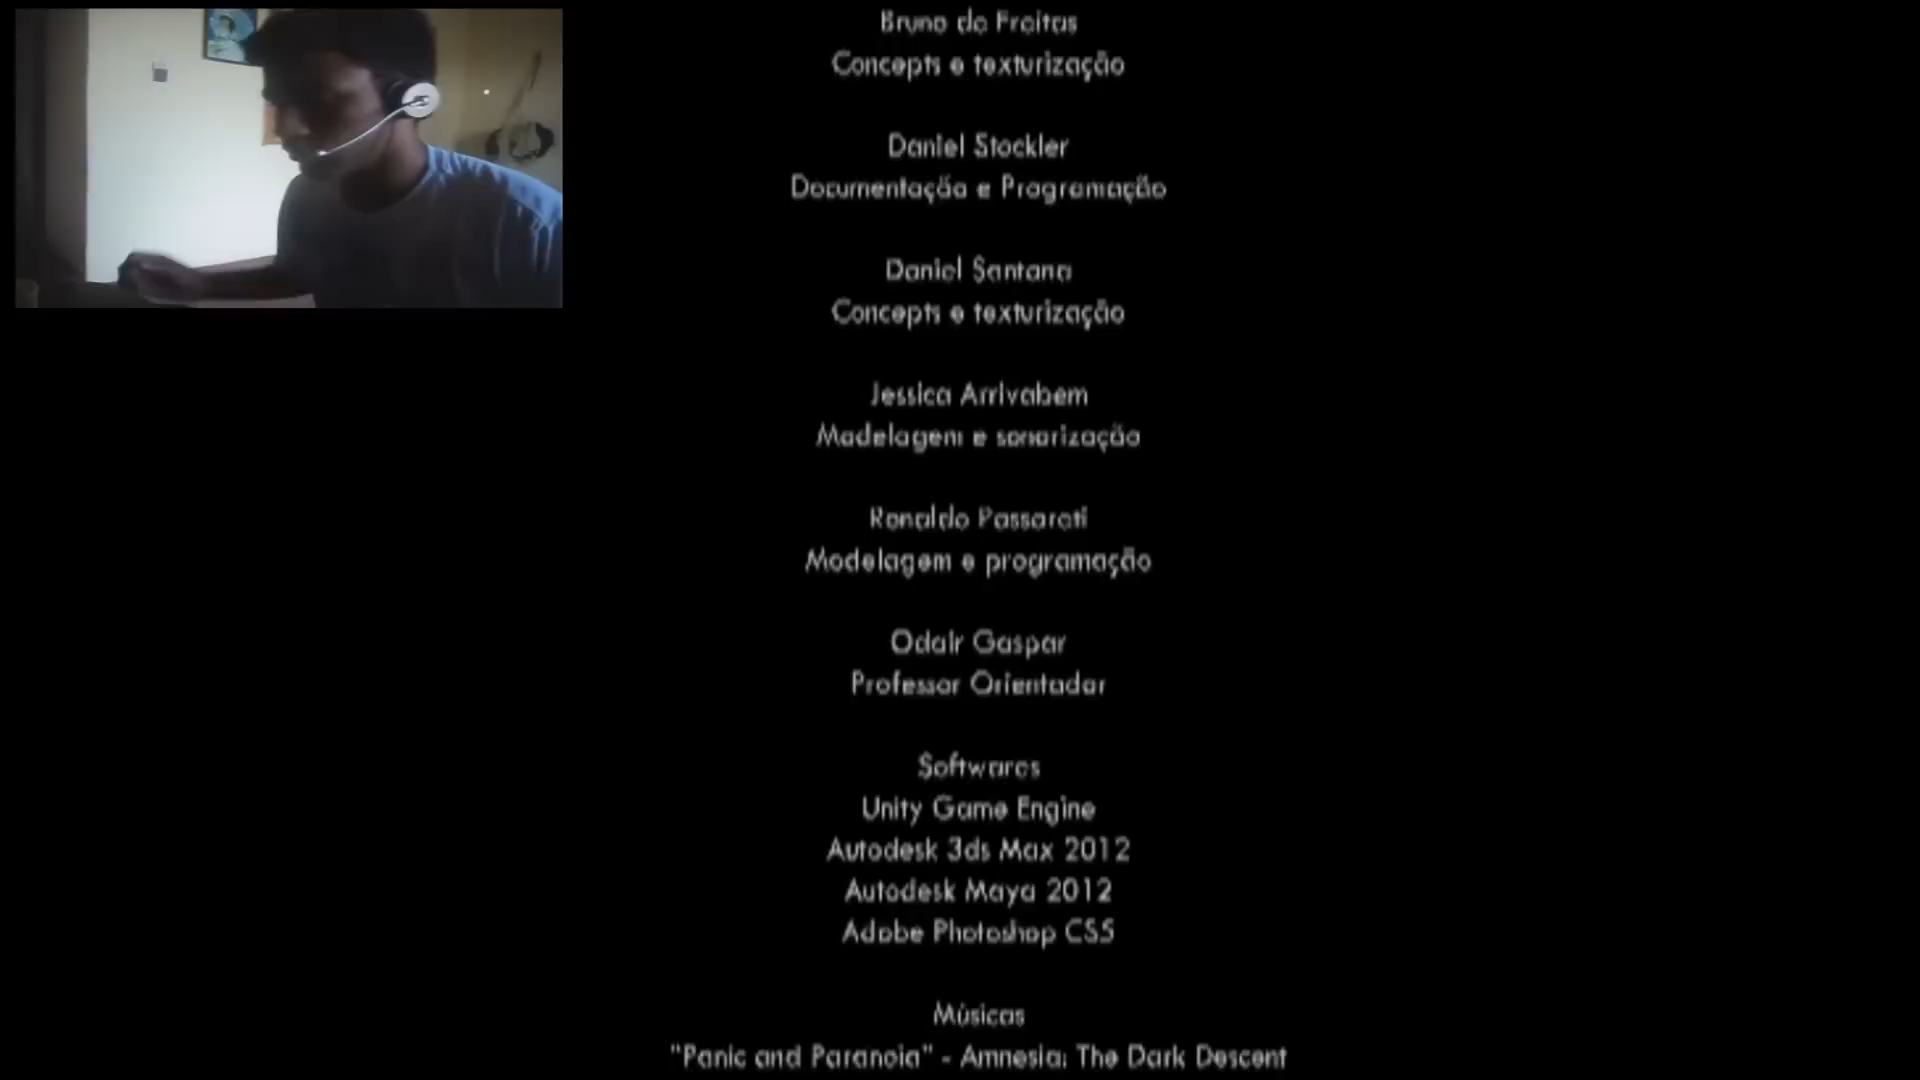 Bruno de Freitas
Concepts e texturização
Daniel Stockler
Documentação e Programação
Daniel Santana
Concepts e texturização
Jessica Arrivabem
Modelagem e sonorização
Ronaldo Passarati
Modelagem e programação
Odair Gaspar
Professor Orientador
Softwares
Unity Game Engine
Autodesk 3ds Max 2012
Autodesk Maya 2012
Adobe Photoshop CS5
Músicas
"Panic and Paranoia" - Amnesia: The Dark Descent